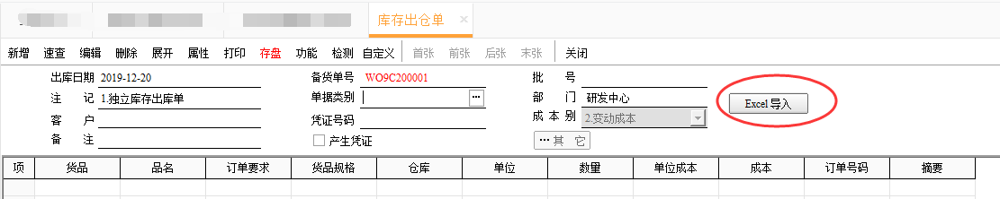 库存出仓单 ×
新增 速查 编辑 删除 展开 属性 打印 存盘 功能 检测 自定义 首张 前张 后张 末张 关闭
出库日期 2019-12-20 备货单号 WO9C200001 批 号
注 记 1.独立库存出库单 单据类别 ... 部 门 研发中心 Excel 导入
客 户 凭证号码 成 本 别 2.变动成本
备 注 产生凭证 ... 其 它
项 货品 品名 订单要求 货品规格 仓库 单位 数量 单位成本 成本 订单号码 摘要